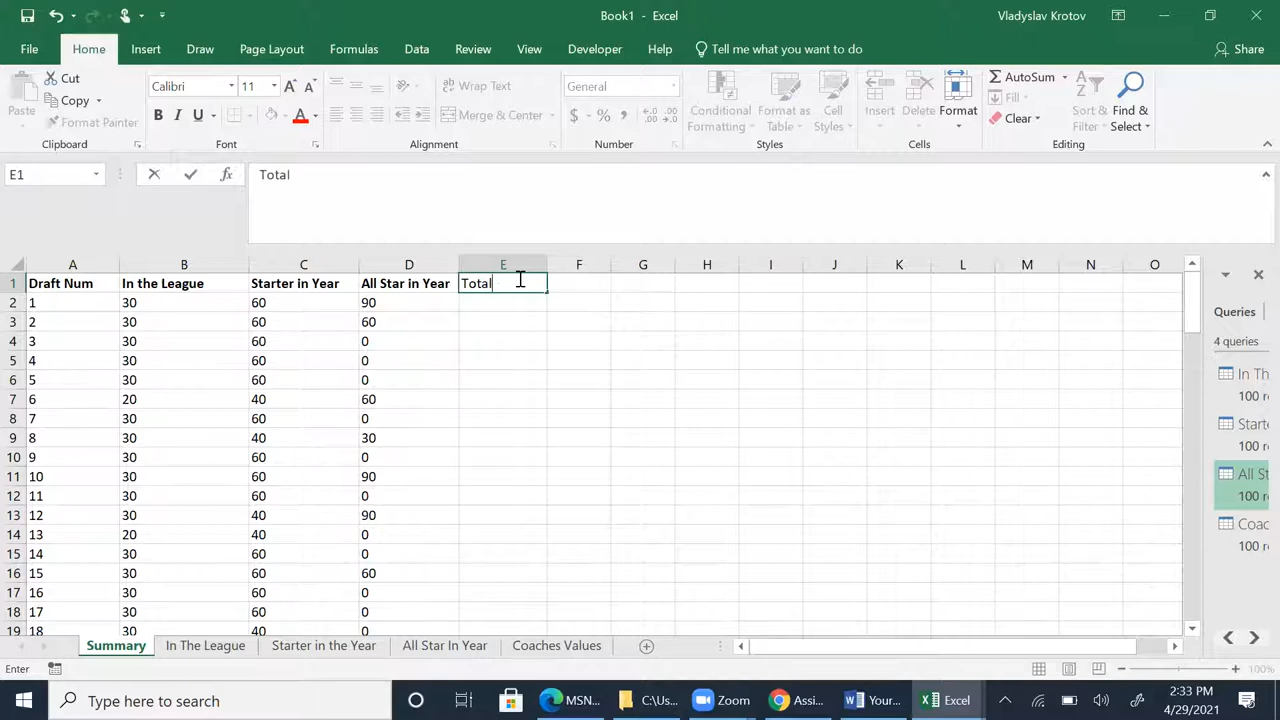 Book1 - Excel
Vladyslav Krotov
File Home Insert Draw Page Layout Formulas Data Review View Developer Help Tell me what you want to do Share
Paste Cut Copy Format Painter
Calibri 11
B I U
Wrap Text
Merge & Center
General
$ % ,
Conditional Formatting
Format as Table
Cell Styles
Insert Delete Format
AutoSum
Fill
Clear
Sort & Filter
Find & Select
Clipboard Font Alignment Number Styles Cells Editing
E1 fx Total
A B C D E F G H I J K L M N O
1 Draft Num In the League Starter in Year All Star in Year Total
2 1 30 60 90
3 2 30 60 60
4 3 30 60 0
5 4 30 60 0
6 5 30 60 0
7 6 20 40 60
8 7 30 60 0
9 8 30 40 30
10 9 30 60 0
11 10 30 60 90
12 11 30 60 0
13 12 30 40 90
14 13 20 40 0
15 14 30 60 0
16 15 30 60 60
17 16 30 60 0
18 17 30 60 0
19 18 30 40 0
Queries
4 queries
In Th
100 r
Starte
100 r
All St
100 r
Coac
100 r
Summary In The League Starter in the Year All Star In Year Coaches Values
Enter 100%
Type here to search
MSN... C:\Us... Zoom Assi... Your... Excel
2:33 PM
4/29/2021